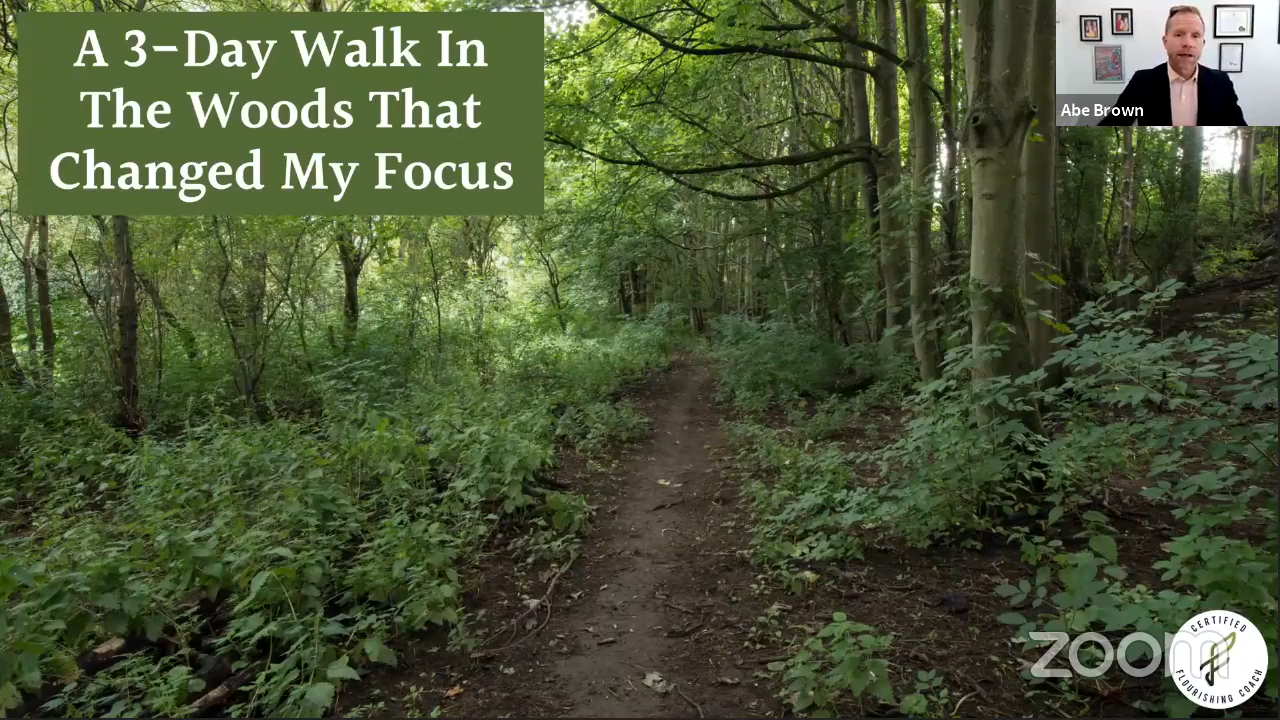 A 3-Day Walk In
The Woods That
Changed My Focus
Abe Brown
zoom
CERTIFIED
FLOURISHING COACH